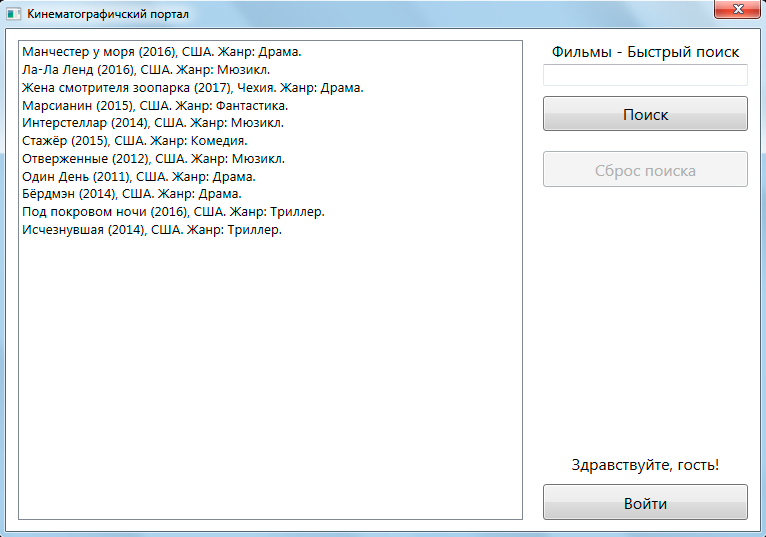 Кинематографичский портал
Манчестер у моря (2016), США. Жанр: Драма.
Ла-Ла Ленд (2016), США. Жанр: Мюзикл.
Жена смотрителя зоопарка (2017), Чехия. Жанр: Драма.
Марсианин (2015), США. Жанр: Фантастика.
Интерстеллар (2014), США. Жанр: Мюзикл.
Стажёр (2015), США. Жанр: Комедия.
Отверженные (2012), США. Жанр: Мюзикл.
Один День (2011), США. Жанр: Драма.
Бёрдмэн (2014), США. Жанр: Драма.
Под покровом ночи (2016), США. Жанр: Триллер.
Исчезнувшая (2014), США. Жанр: Триллер.
Фильмы - Быстрый поиск
Поиск
Сброс поиска
Здравствуйте, гость!
Войти